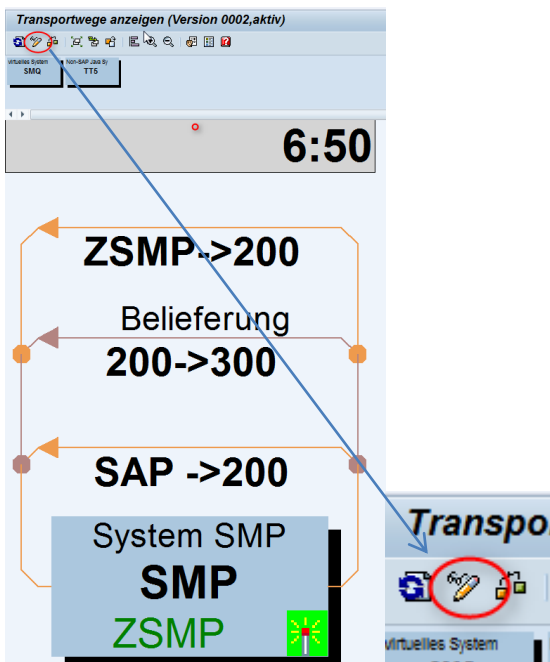 Transportwege anzeigen (Version 0002,aktiv)
virtuelles System
SMQ
Non-SAP Java Sy
TT5
6:50
ZSMP->200
Belieferung
200->300
SAP ->200
System SMP
SMP
ZSMP
Transpo
virtuelles System